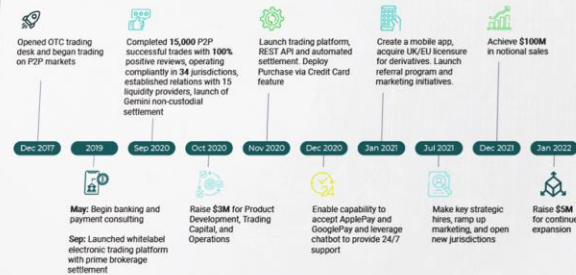 Opened OTC trading
desk and began trading
on P2P markets
Completed 15,000 P2P
successful trades with 100%
positive reviews, operating
compliantly in 34 jurisdictions,
established relations with 15
liquidity providers, launch of
Gemini non-custodial
settlement
Launch trading platform,
REST API and automated
settlement. Deploy
Purchase via Credit Card
feature
Create a mobile app,
acquire UK/EU licensure
for derivatives. Launch
referral program and
marketing initiatives.
Achieve $100M
in notional sales
Dec 2017
2019
Sep 2020
Oct 2020
Nov 2020
Dec 2020
Jan 2021
Jul 2021
Dec 2021
Jan 2022
May: Begin banking and
payment consulting
Sep: Launched whitelabel
electronic trading platform
with prime brokerage
settlement
Raise $3M for Product
Development, Trading
Capital, and
Operations
Enable capability to
accept ApplePay and
GooglePay and leverage
chatbot to provide 24/7
support
Make key strategic
hires, ramp up
marketing, and open
new jurisdictions
Raise $5M
for continue
expansion